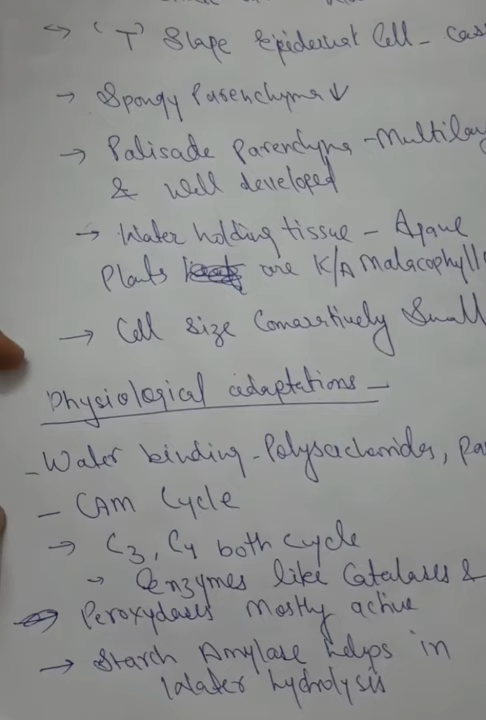 → 'T' Shape Epidermal Cell - Cas
→ Spongy Parenchyma ↓
→ Palisade Parenchyma - Multilay
& well developed
→ Water holding tissue - Agave
Plants are K/A Malacophyll
→ Cell size Small
Physiological adaptations -
- Water binding - Polysaccharides, Pa
- CAM Cycle
→ C3, C4 both cycle
→ Enzymes like Catalases &
Peroxydases Mostly active
→ Starch Amylase helps in
Water hydrolysis